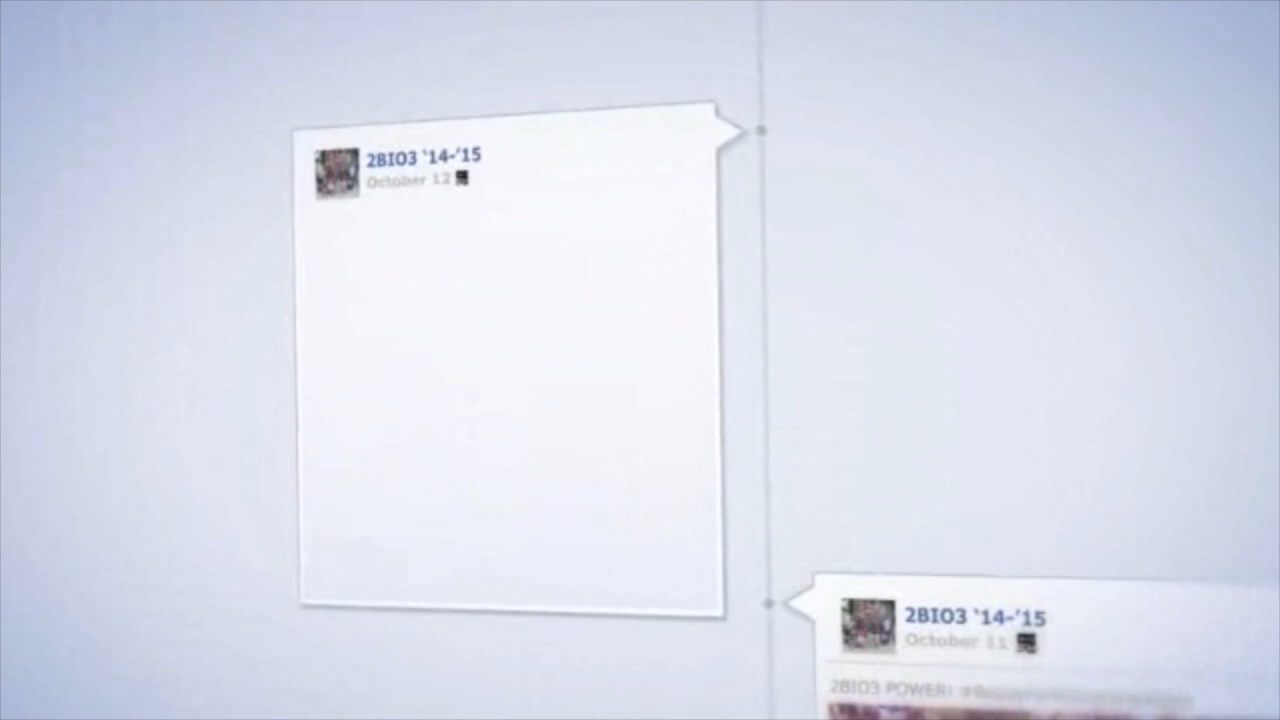 2BIO3 ‘14-’15
October 12
2BIO3 ‘14-’15
October 11
2BIO3 POWER!